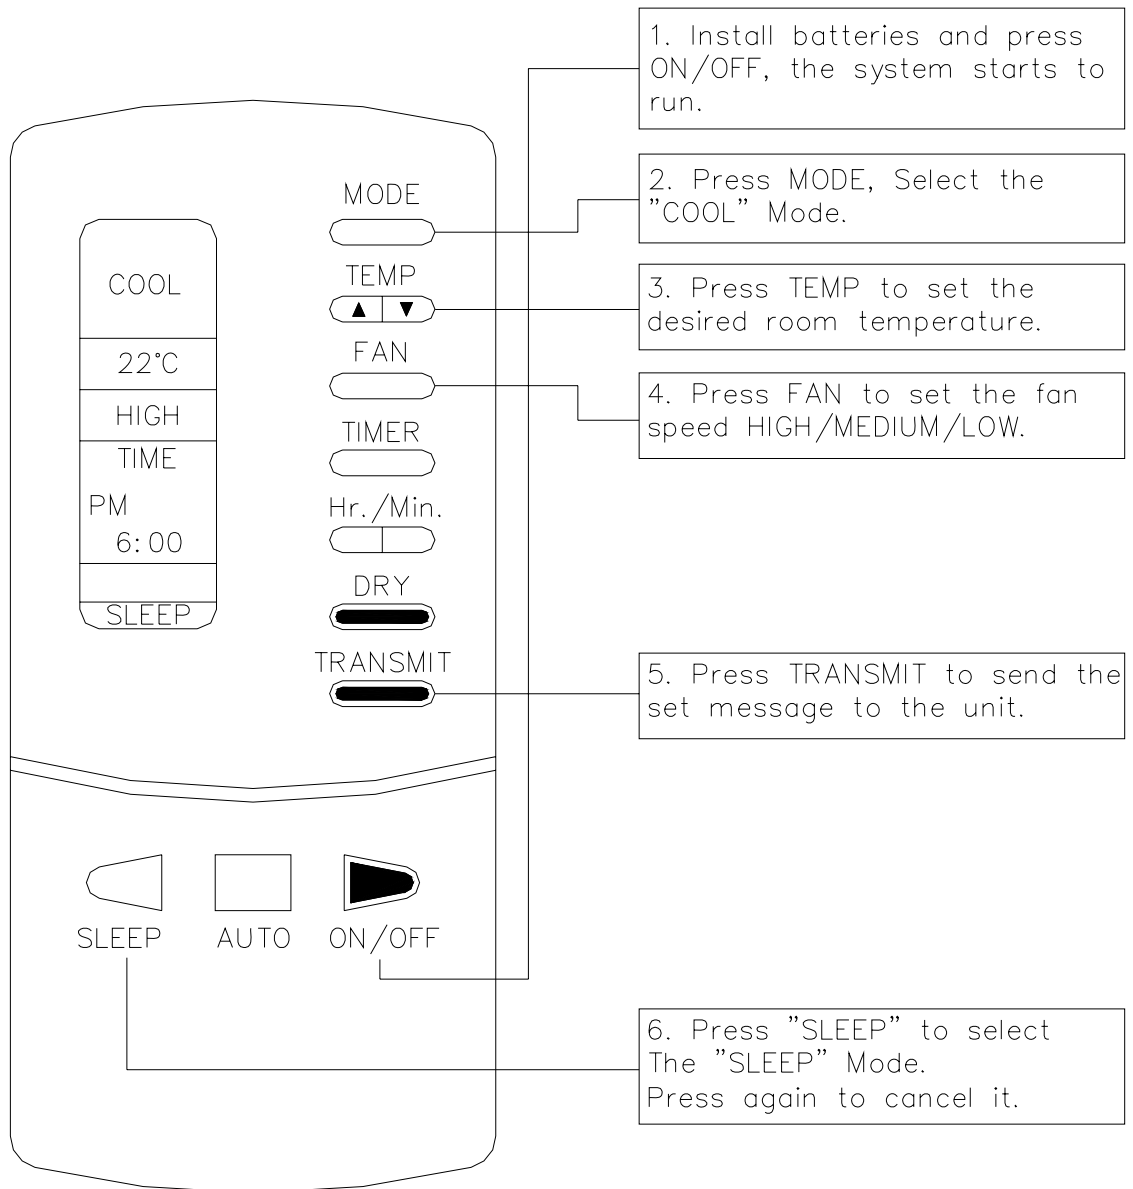 1. Install batteries and press
ON/OFF, the system starts to
run.
2. Press MODE, Select the
”COOL” Mode.
3. Press TEMP to set the
desired room temperature.
4. Press FAN to set the fan
speed HIGH/MEDIUM/LOW.
5. Press TRANSMIT to send the
set message to the unit.
6. Press ”SLEEP” to select
The ”SLEEP” Mode.
Press again to cancel it.
COOL
22°C
HIGH
TIME
PM
6:00
SLEEP
MODE
TEMP
▲ ▼
FAN
TIMER
Hr./Min.
DRY
TRANSMIT
SLEEP AUTO ON/OFF